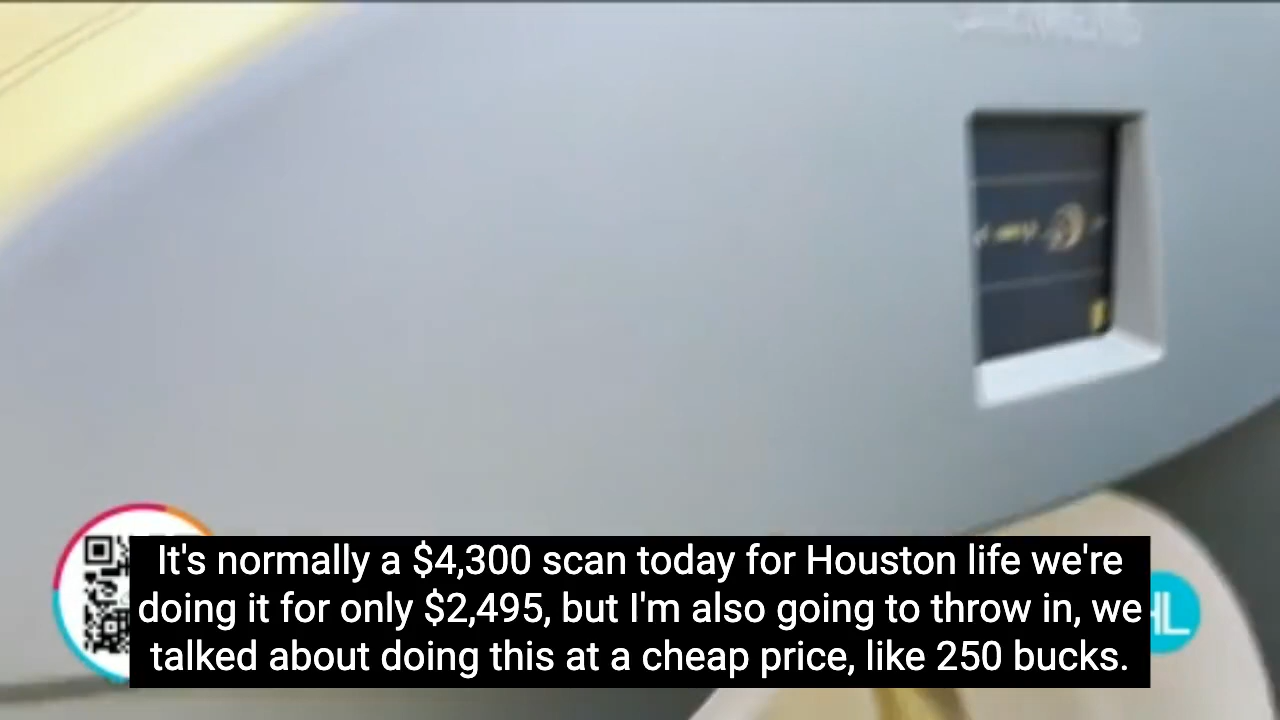 It's normally a $4,300 scan today for Houston life we're
doing it for only $2,495, but I'm also going to throw in, we
talked about doing this at a cheap price, like 250 bucks.
HL